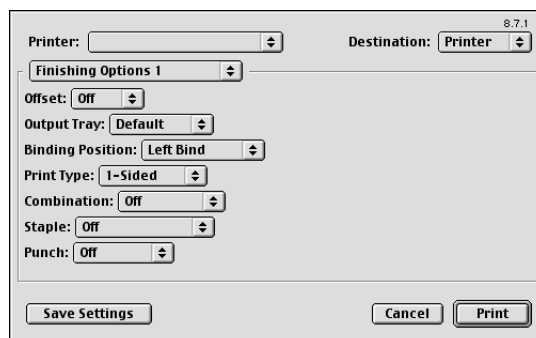 8.7.1
Printer: Destination: Printer
Finishing Options 1
Offset: Off
Output Tray: Default
Binding Position: Left Bind
Print Type: 1-Sided
Combination: Off
Staple: Off
Punch: Off
Save Settings Cancel Print